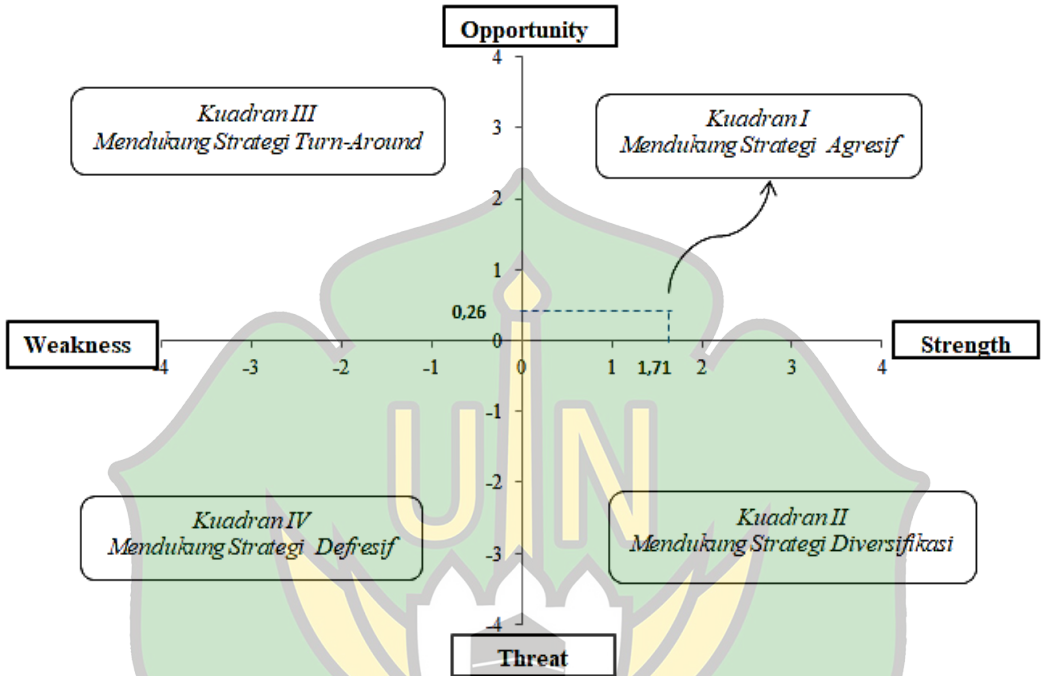 Opportunity
4
Kuadran III
Mendukung Strategi Turn-Around
Kuadran I
Mendukung Strategi Agresif
3
2
1
0,26
Weakness
0
Strength
-4 -3 -2 -1 0 1 1,71 2 3 4
-1
UIN
-2
Kuadran IV
Mendukung Strategi Defresif
Kuadran II
Mendukung Strategi Diversifikasi
-3
-4
Threat